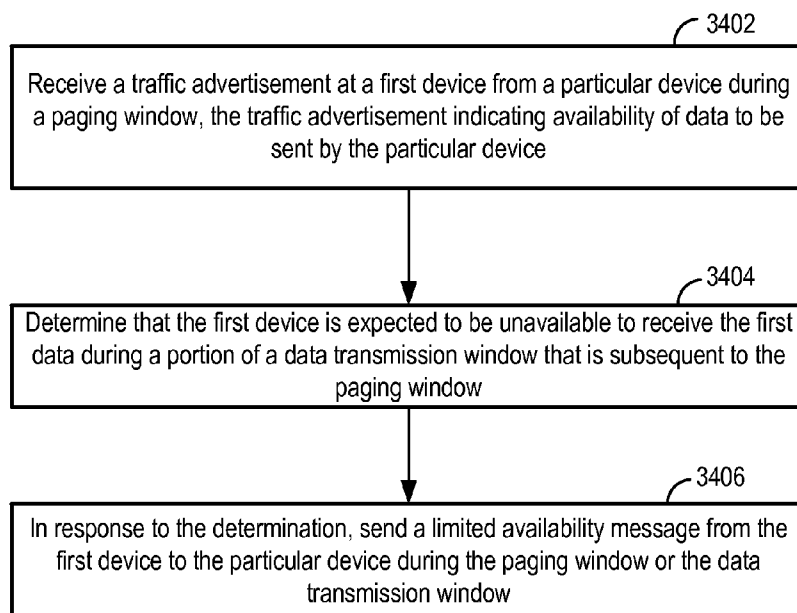 3402
Receive a traffic advertisement at a first device from a particular device during
a paging window, the traffic advertisement indicating availability of data to be
sent by the particular device
3404
Determine that the first device is expected to be unavailable to receive the first
data during a portion of a data transmission window that is subsequent to the
paging window
3406
In response to the determination, send a limited availability message from the
first device to the particular device during the paging window or the data
transmission window